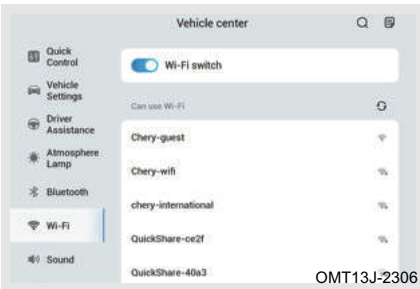 Vehicle center
Quick
Control
Vehicle
Settings
Driver
Assistance
Atmosphere
Lamp
Bluetooth
Wi-Fi
Sound
Wi-Fi switch
Can use Wi-Fi
Chery-guest
Chery-wifi
chery-international
QuickShare-ce2f
QuickShare-40a3
OMT13J-2306